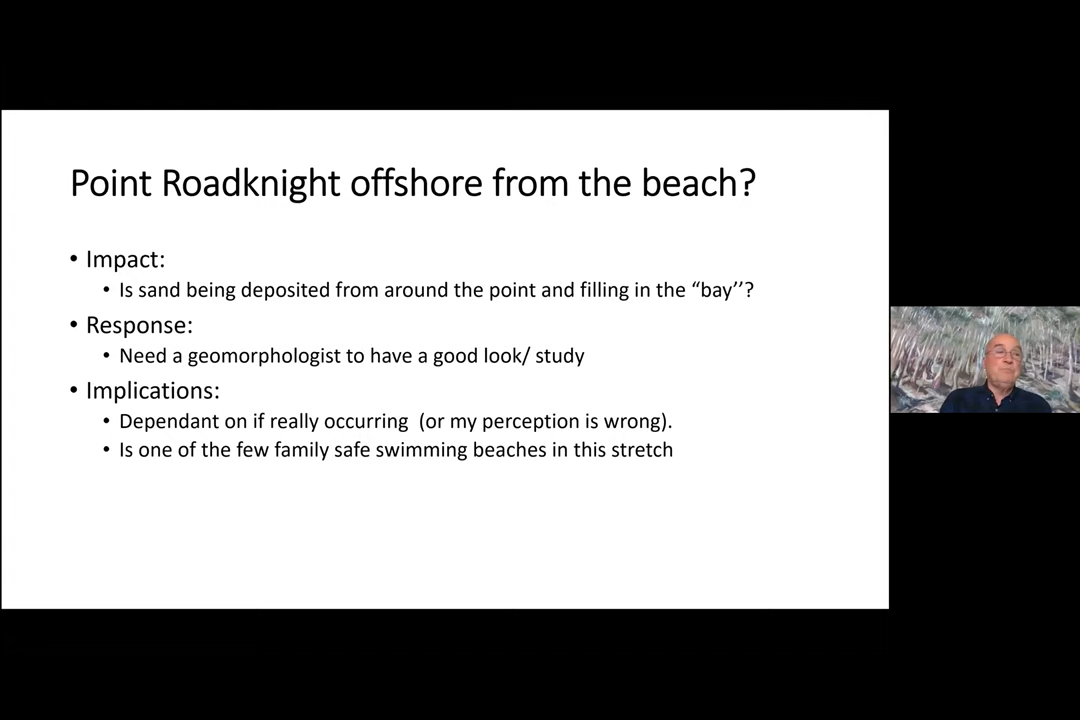 Point Roadknight offshore from the beach?
• Impact:
• Is sand being deposited from around the point and filling in the “bay’’?
• Response:
• Need a geomorphologist to have a good look/ study
• Implications:
• Dependant on if really occurring  (or my perception is wrong).
• Is one of the few family safe swimming beaches in this stretch